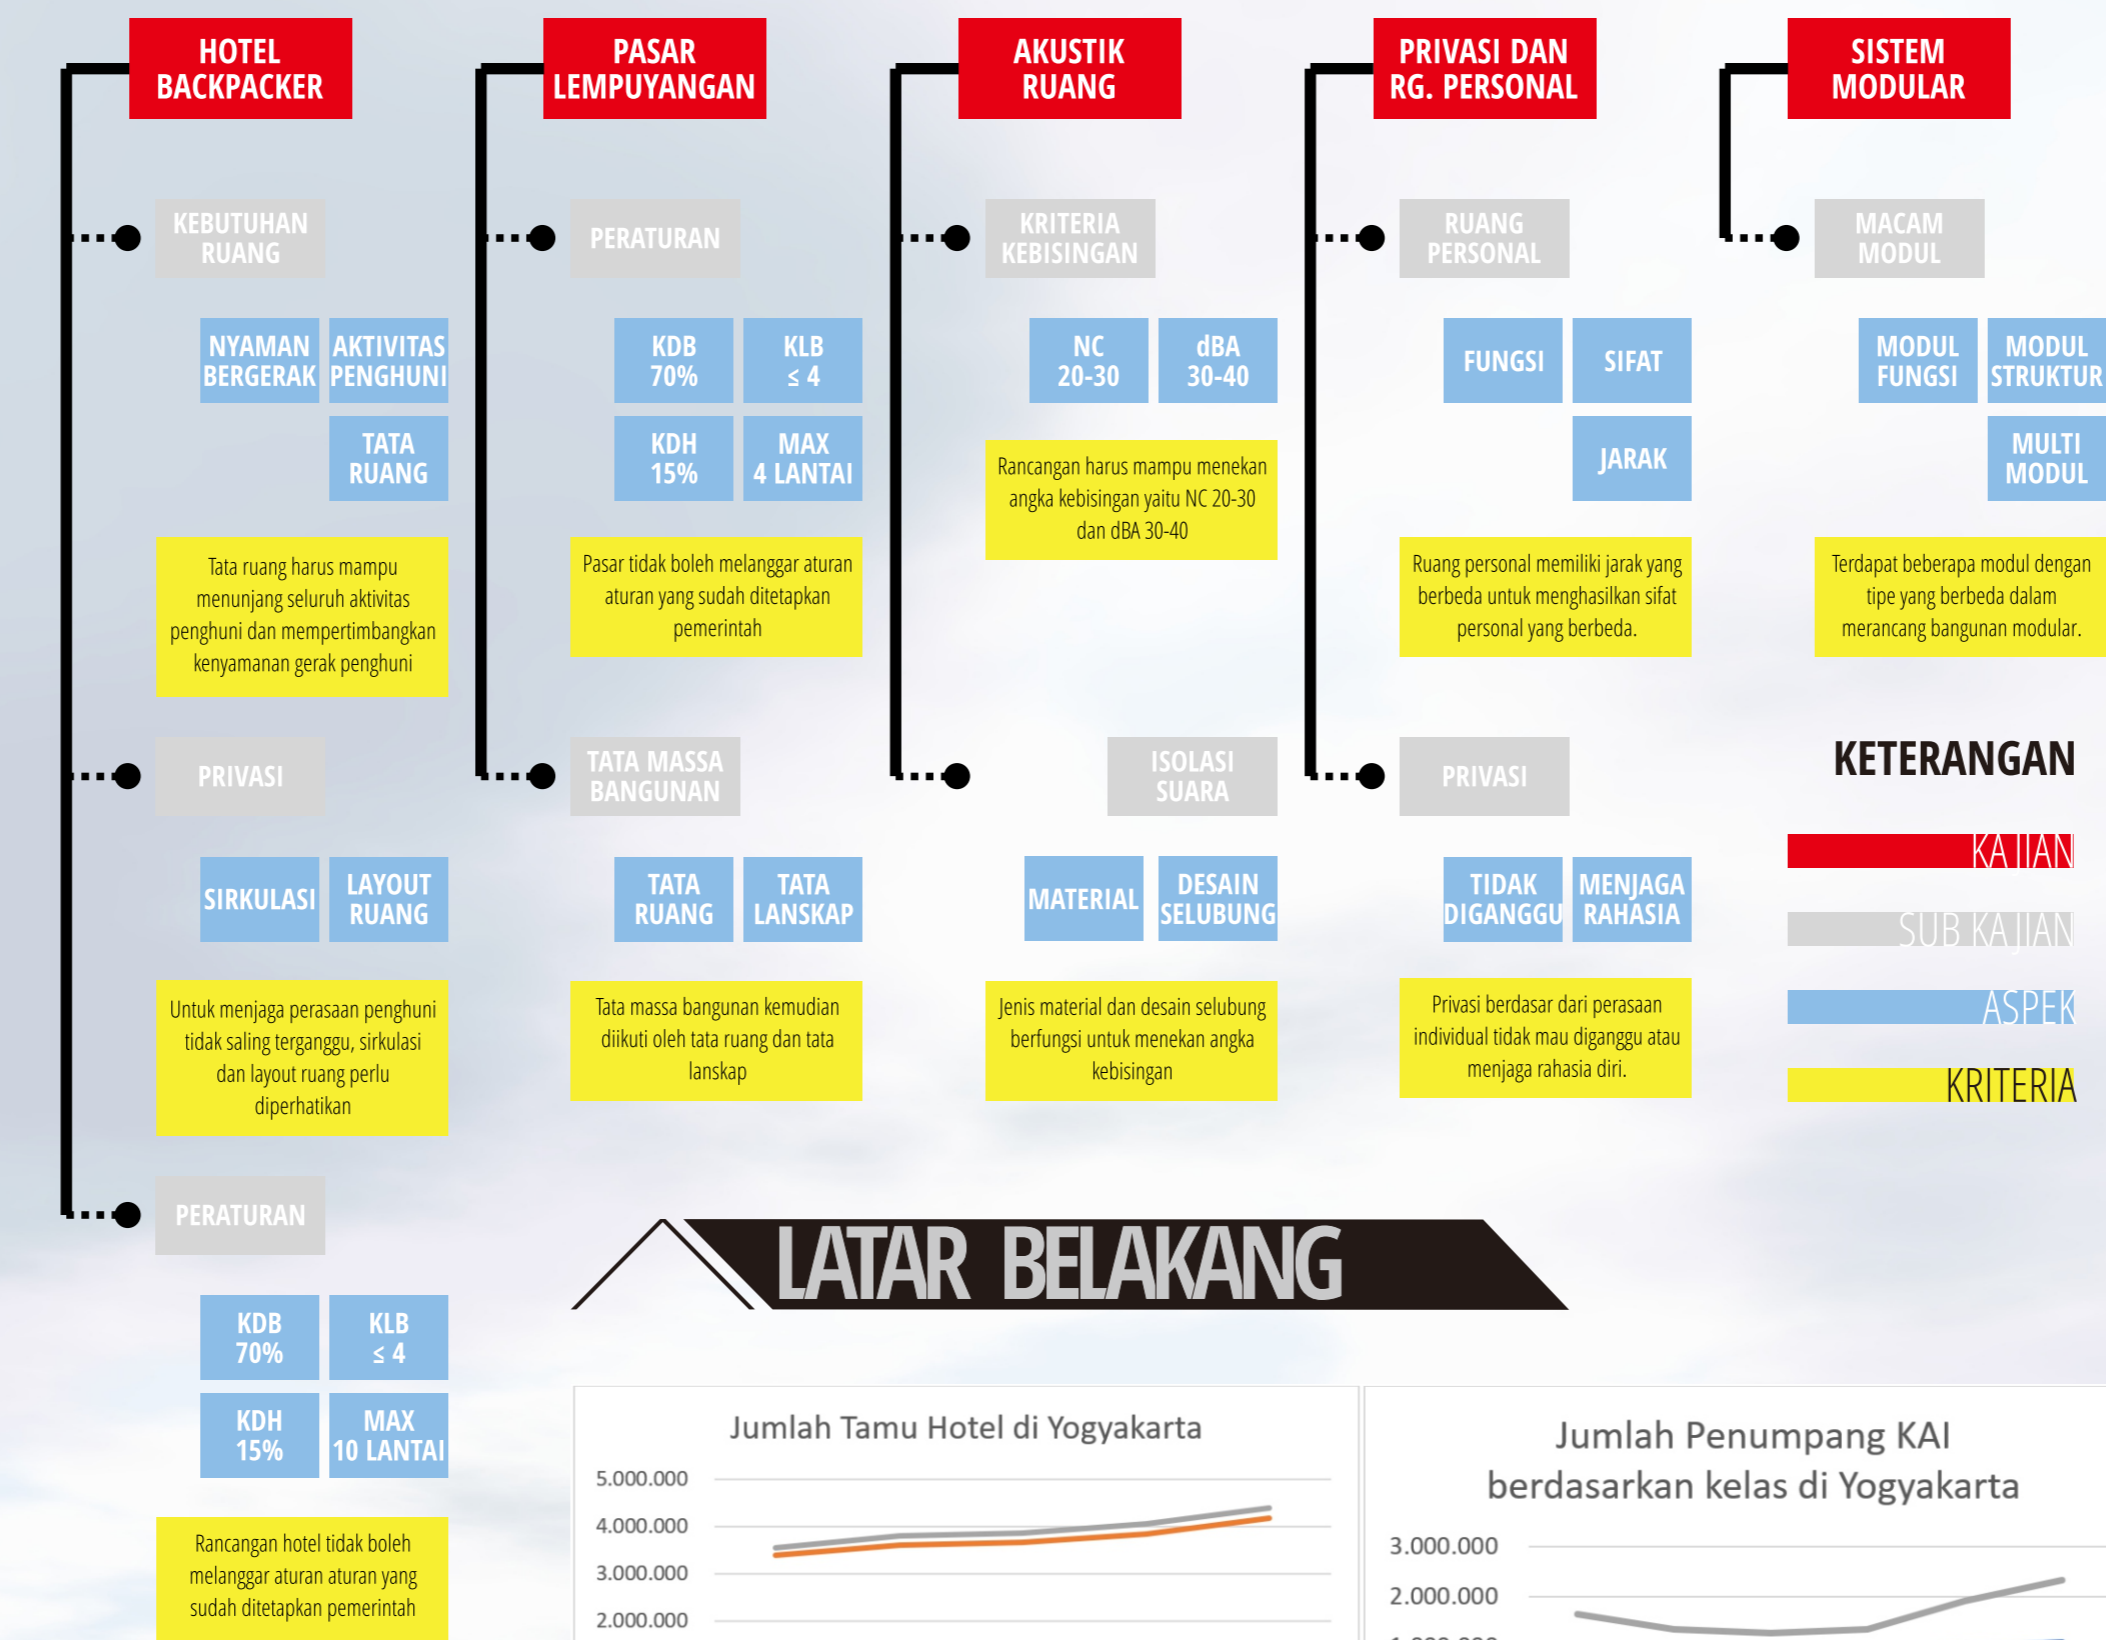 HOTEL
BACKPACKER
KEBUTUHAN
RUANG
NYAMAN
BERGERAK
AKTIVITAS
PENGHUNI
TATA
RUANG
Tata ruang harus mampu
menunjang seluruh aktivitas
penghuni dan mempertimbangkan
kenyamanan gerak penghuni
PRIVASI
SIRKULASI
LAYOUT
RUANG
Untuk menjaga perasaan penghuni
tidak saling terganggu, sirkulasi
dan layout ruang perlu
diperhatikan
PERATURAN
KDB
70%
KLB
≤ 4
KDH
15%
MAX
10 LANTAI
Rancangan hotel tidak boleh
melanggar aturan aturan yang
sudah ditetapkan pemerintah
PASAR
LEMPUYANGAN
PERATURAN
KDB
70%
KLB
≤ 4
KDH
15%
MAX
4 LANTAI
Pasar tidak boleh melanggar aturan
aturan yang sudah ditetapkan
pemerintah
TATA MASSA
BANGUNAN
TATA
RUANG
TATA
LANSKAP
Tata massa bangunan kemudian
diikuti oleh tata ruang dan tata
lanskap
AKUSTIK
RUANG
KRITERIA
KEBISINGAN
NC
20-30
dBA
30-40
Rancangan harus mampu menekan
angka kebisingan yaitu NC 20-30
dan dBA 30-40
ISOLASI
SUARA
MATERIAL
DESAIN
SELUBUNG
Jenis material dan desain selubung
berfungsi untuk menekan angka
kebisingan
PRIVASI DAN
RG. PERSONAL
RUANG
PERSONAL
FUNGSI
SIFAT
JARAK
Ruang personal memiliki jarak yang
berbeda untuk menghasilkan sifat
personal yang berbeda.
PRIVASI
TIDAK
DIGANGGU
MENJAGA
RAHASIA
Privasi berdasar dari perasaan
individual tidak mau diganggu atau
menjaga rahasia diri.
SISTEM
MODULAR
MACAM
MODUL
MODUL
FUNGSI
MODUL
STRUKTUR
MULTI
MODUL
Terdapat beberapa modul dengan
tipe yang berbeda dalam
merancang bangunan modular.
KETERANGAN
KAJIAN
SUB KAJIAN
ASPEK
KRITERIA
LATAR BELAKANG
Jumlah Tamu Hotel di Yogyakarta
5.000.000
4.000.000
3.000.000
2.000.000
Jumlah Penumpang KAI
berdasarkan kelas di Yogyakarta
3.000.000
2.000.000